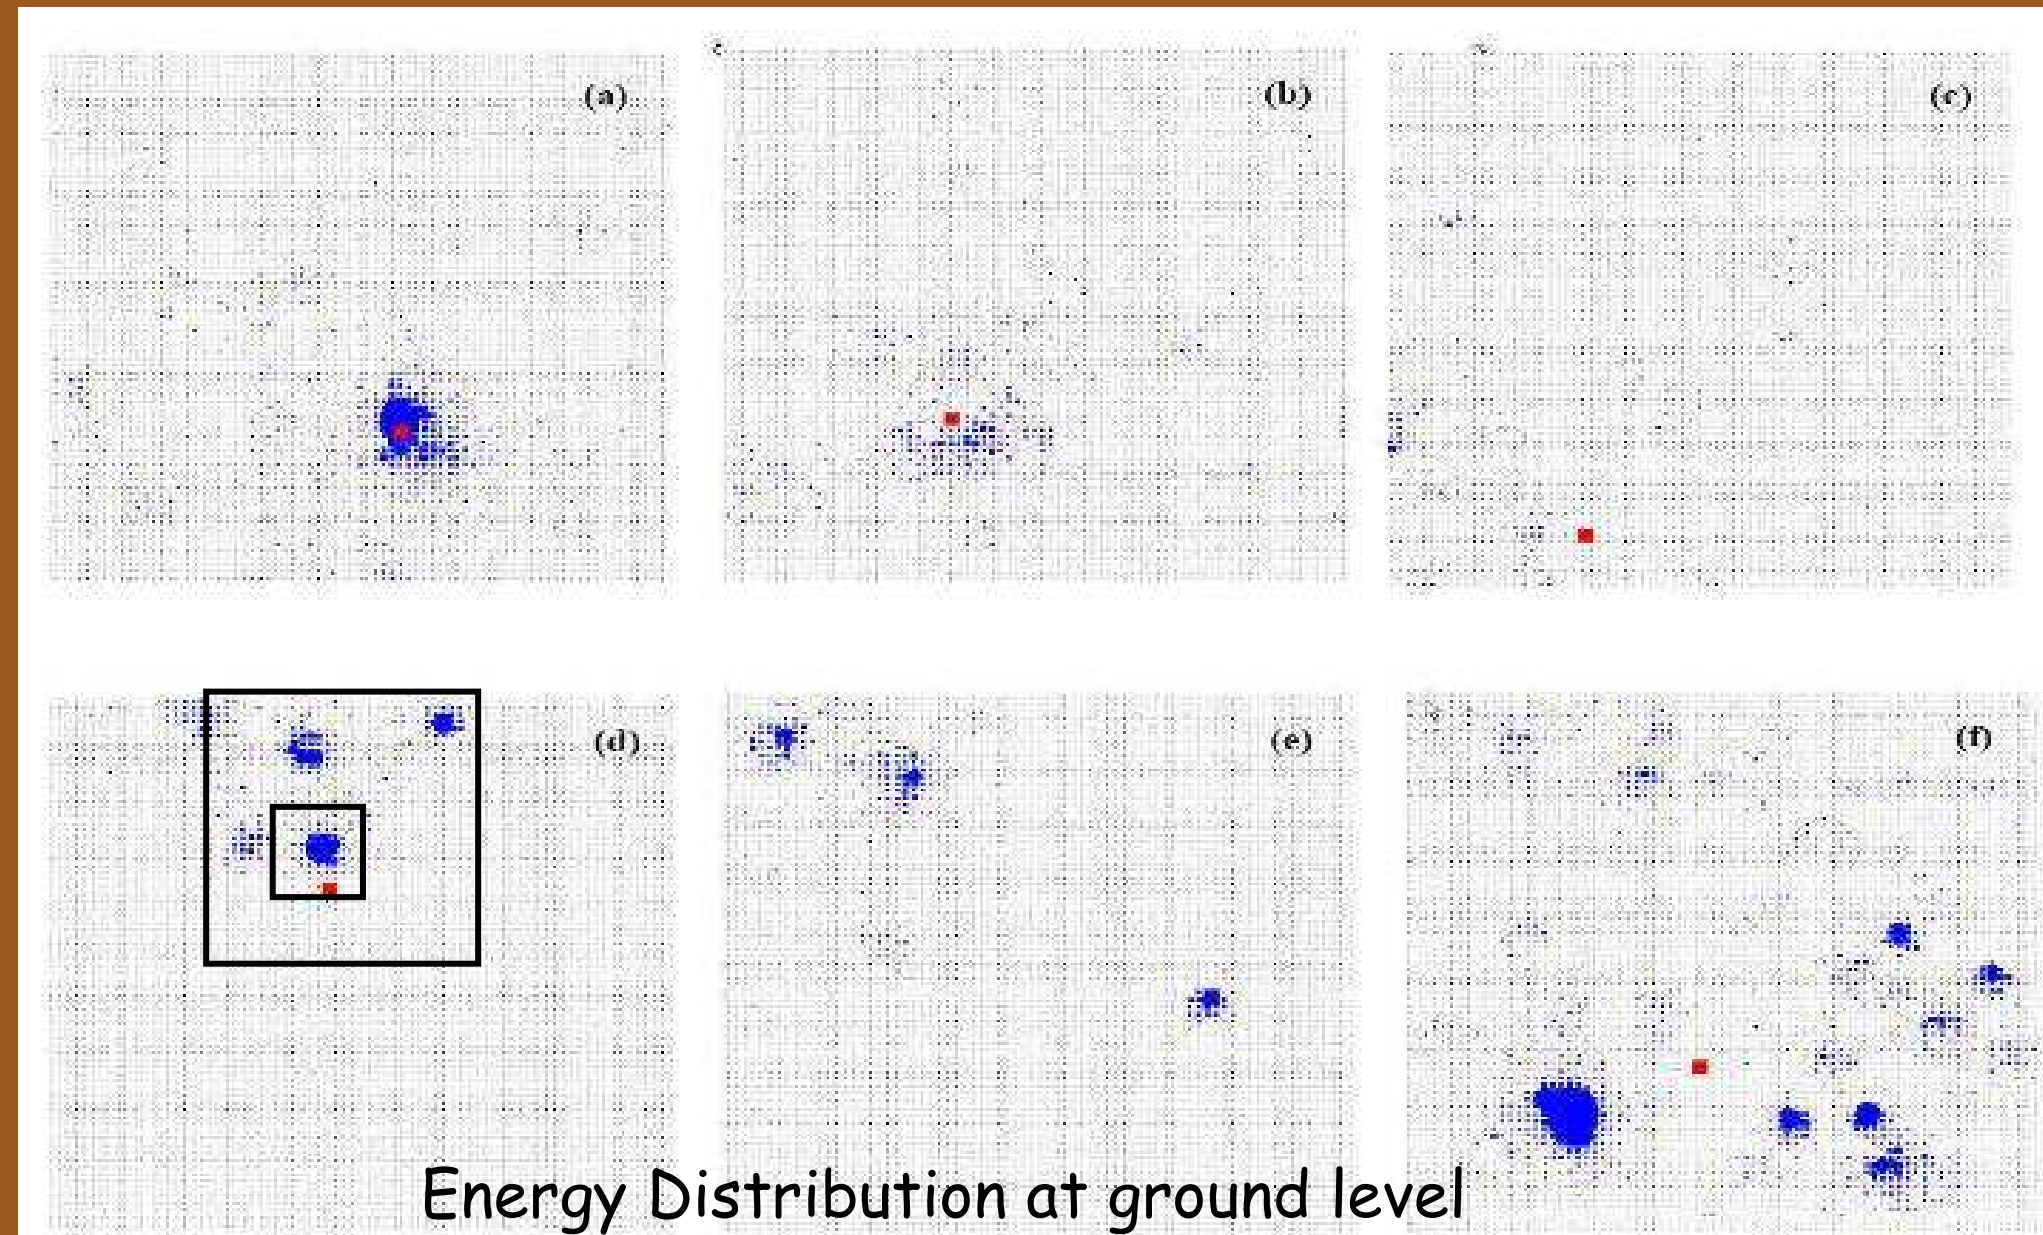 (a)
(b)
(c)
(d)
(e)
(f)
Energy Distribution at ground level